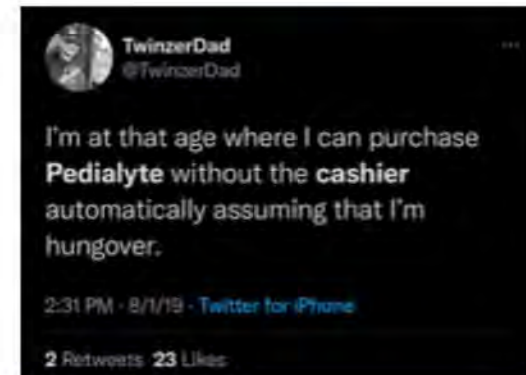 TwinzerDad
@TwinzerDad
I'm at that age where I can purchase
Pedialyte without the cashier
automatically assuming that I'm
hungover.
2:31 PM · 8/1/19 · Twitter for iPhone
2 Retweets 23 Likes